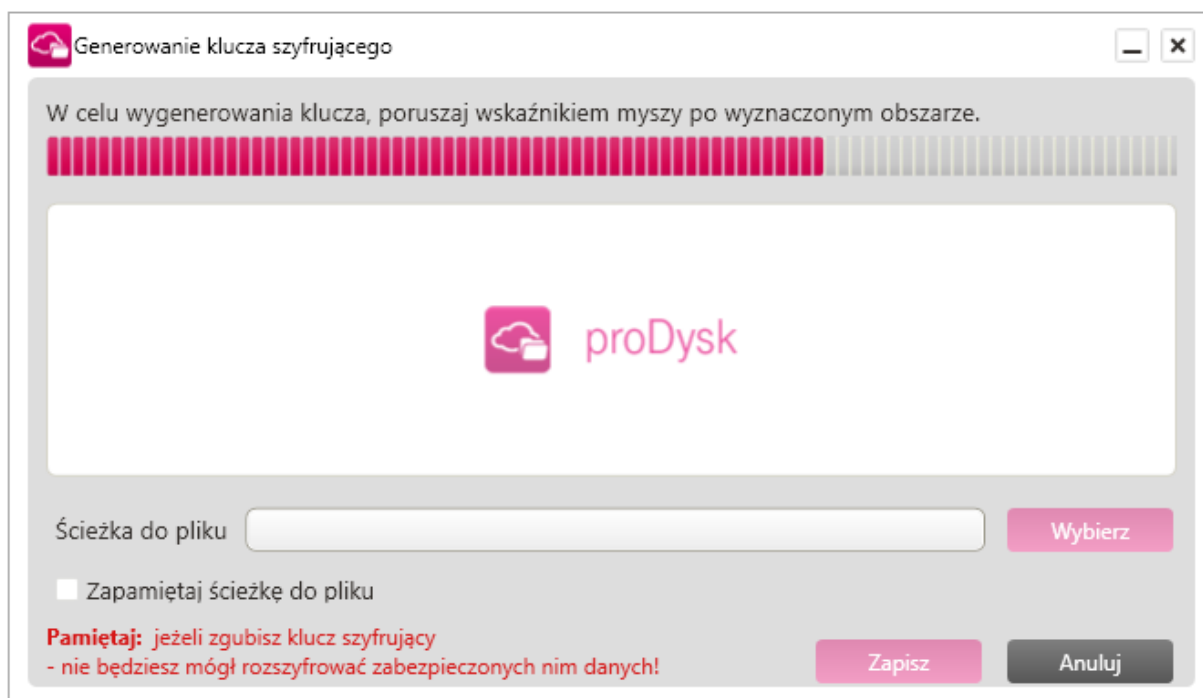 Generowanie klucza szyfrującego
W celu wygenerowania klucza, poruszaj wskaźnikiem myszy po wyznaczonym obszarze.
proDysk
Ścieżka do pliku
Wybierz
Zapamiętaj ścieżkę do pliku
Pamiętaj: jeżeli zgubisz klucz szyfrujący
- nie będziesz mógł rozszyfrować zabezpieczonych nim danych!
Zapisz
Anuluj